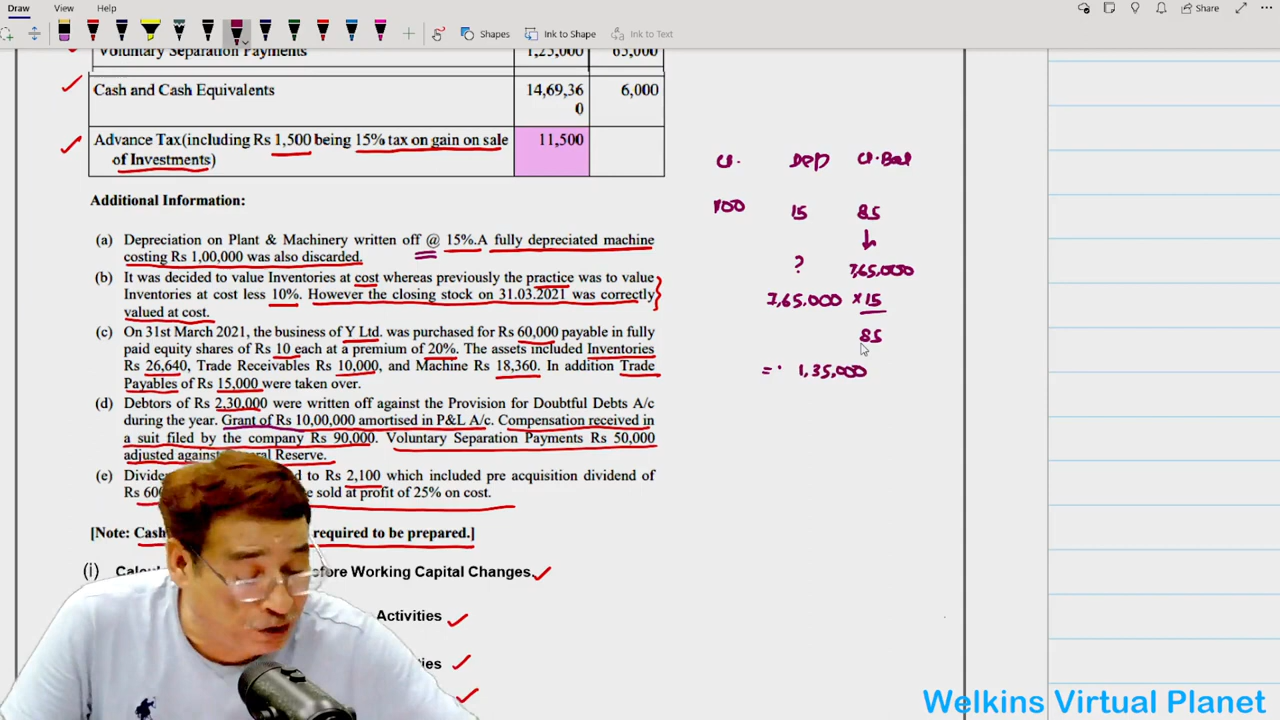 Draw View Help
Share
Shapes
Ink to Shape
Ink to Text
Voluntary Separation Payments 1,25,000 65,000
Cash and Cash Equivalents 14,69,36 6,000
0
Advance Tax(including Rs 1,500 being 15% tax on gain on sale 11,500
of Investments)
Additional Information:
(a) Depreciation on Plant & Machinery written off @ 15%.A fully depreciated machine
costing Rs 1,00,000 was also discarded.
(b) It was decided to value Inventories at cost whereas previously the practice was to value
Inventories at cost less 10%. However the closing stock on 31.03.2021 was correctly
valued at cost.
(c) On 31st March 2021, the business of Y Ltd. was purchased for Rs 60,000 payable in fully
paid equity shares of Rs 10 each at a premium of 20%. The assets included Inventories
Rs 26,640, Trade Receivables Rs 10,000, and Machine Rs 18,360. In addition Trade
Payables of Rs 15,000 were taken over.
(d) Debtors of Rs 2,30,000 were written off against the Provision for Doubtful Debts A/c
during the year. Grant of Rs 10,00,000 amortised in P&L A/c. Compensation received in
a suit filed by the company Rs 90,000. Voluntary Separation Payments Rs 50,000
adjusted against Reserve.
(e) d to Rs 2,100 which included pre acquisition dividend of
Rs sold at profit of 25% on cost.
[Note: required to be prepared.]
(i) efore Working Capital Changes.
Activities
Dep Cl. Bal
100 15 85
? 7,65,000
7,65,000 × 15
85
= 1,35,000
Welkins Virtual Planet